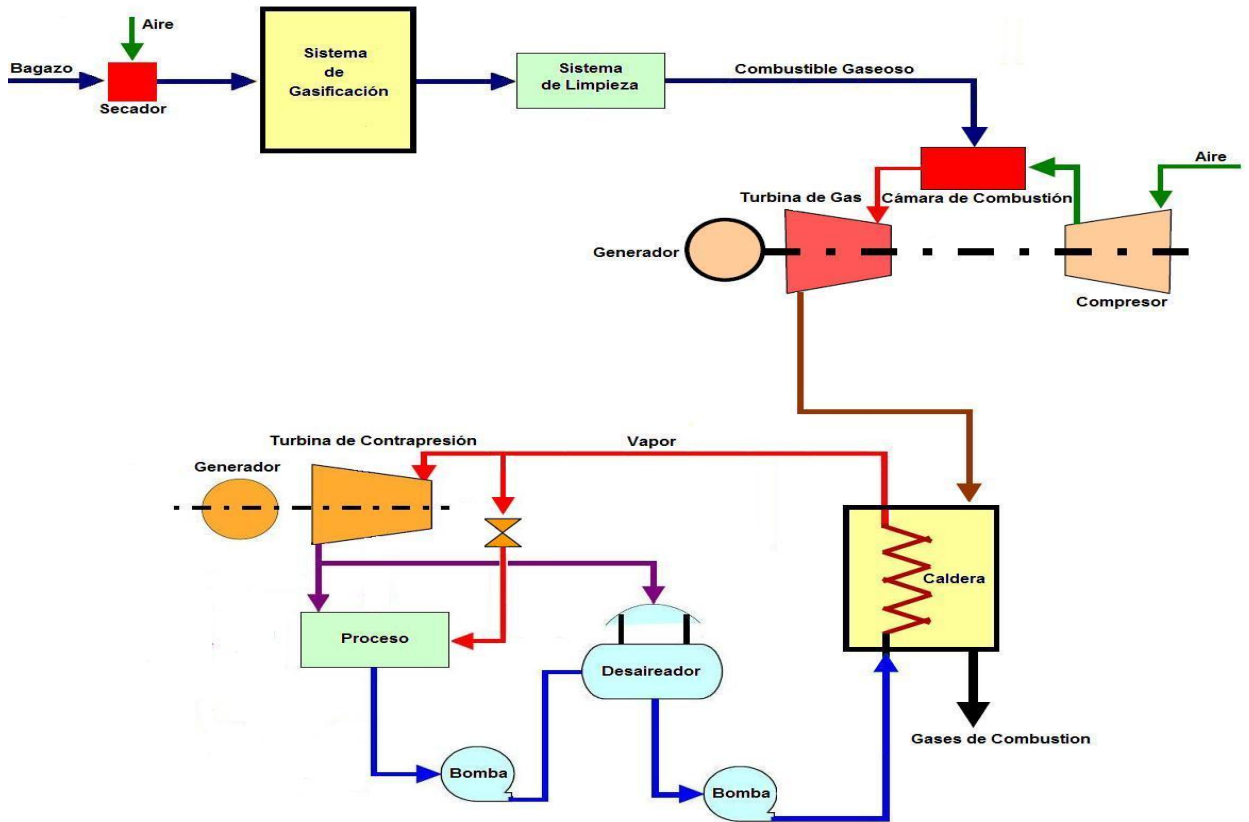 Aire
Bagazo
Secador
Sistema
de
Gasificación
Sistema
de Limpieza
Combustible Gaseoso
Aire
Turbina de Gas
Cámara de Combustión
Generador
Compresor
Turbina de Contrapresión
Vapor
Generador
Caldera
Proceso
Desaireador
Gases de Combustion
Bomba
Bomba